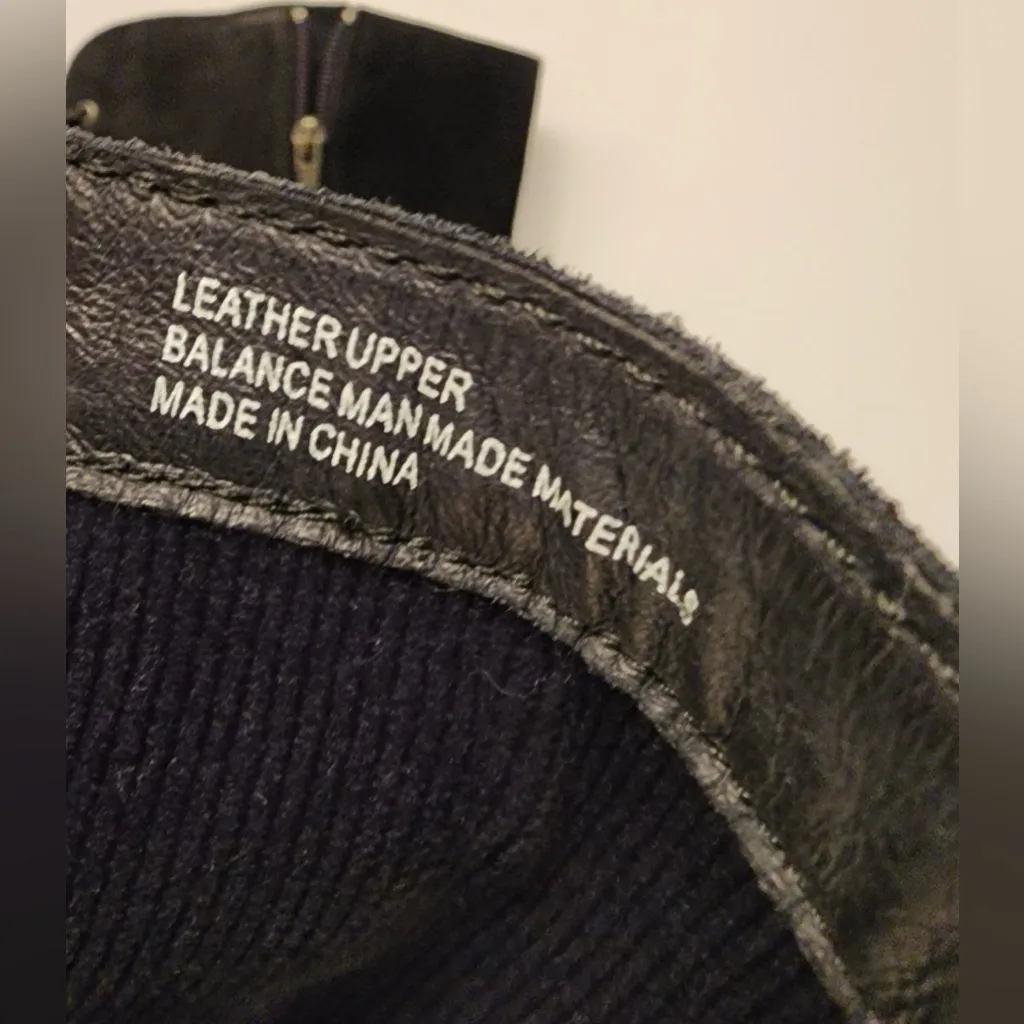 LEATHER UPPER
BALANCE MAN MADE MATERIALS
MADE IN CHINA